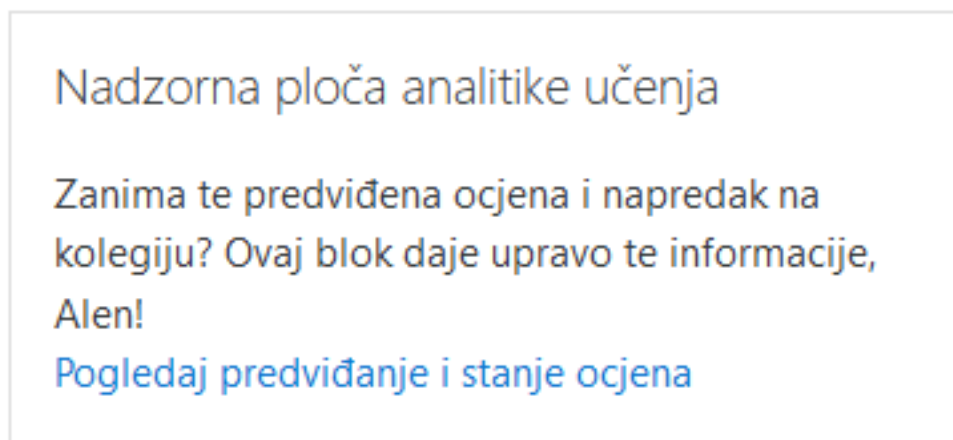 Nadzorna ploča analitike učenja
Zanima te predviđena ocjena i napredak na
kolegiju? Ovaj blok daje upravo te informacije,
Alen!
Pogledaj predviđanje i stanje ocjena